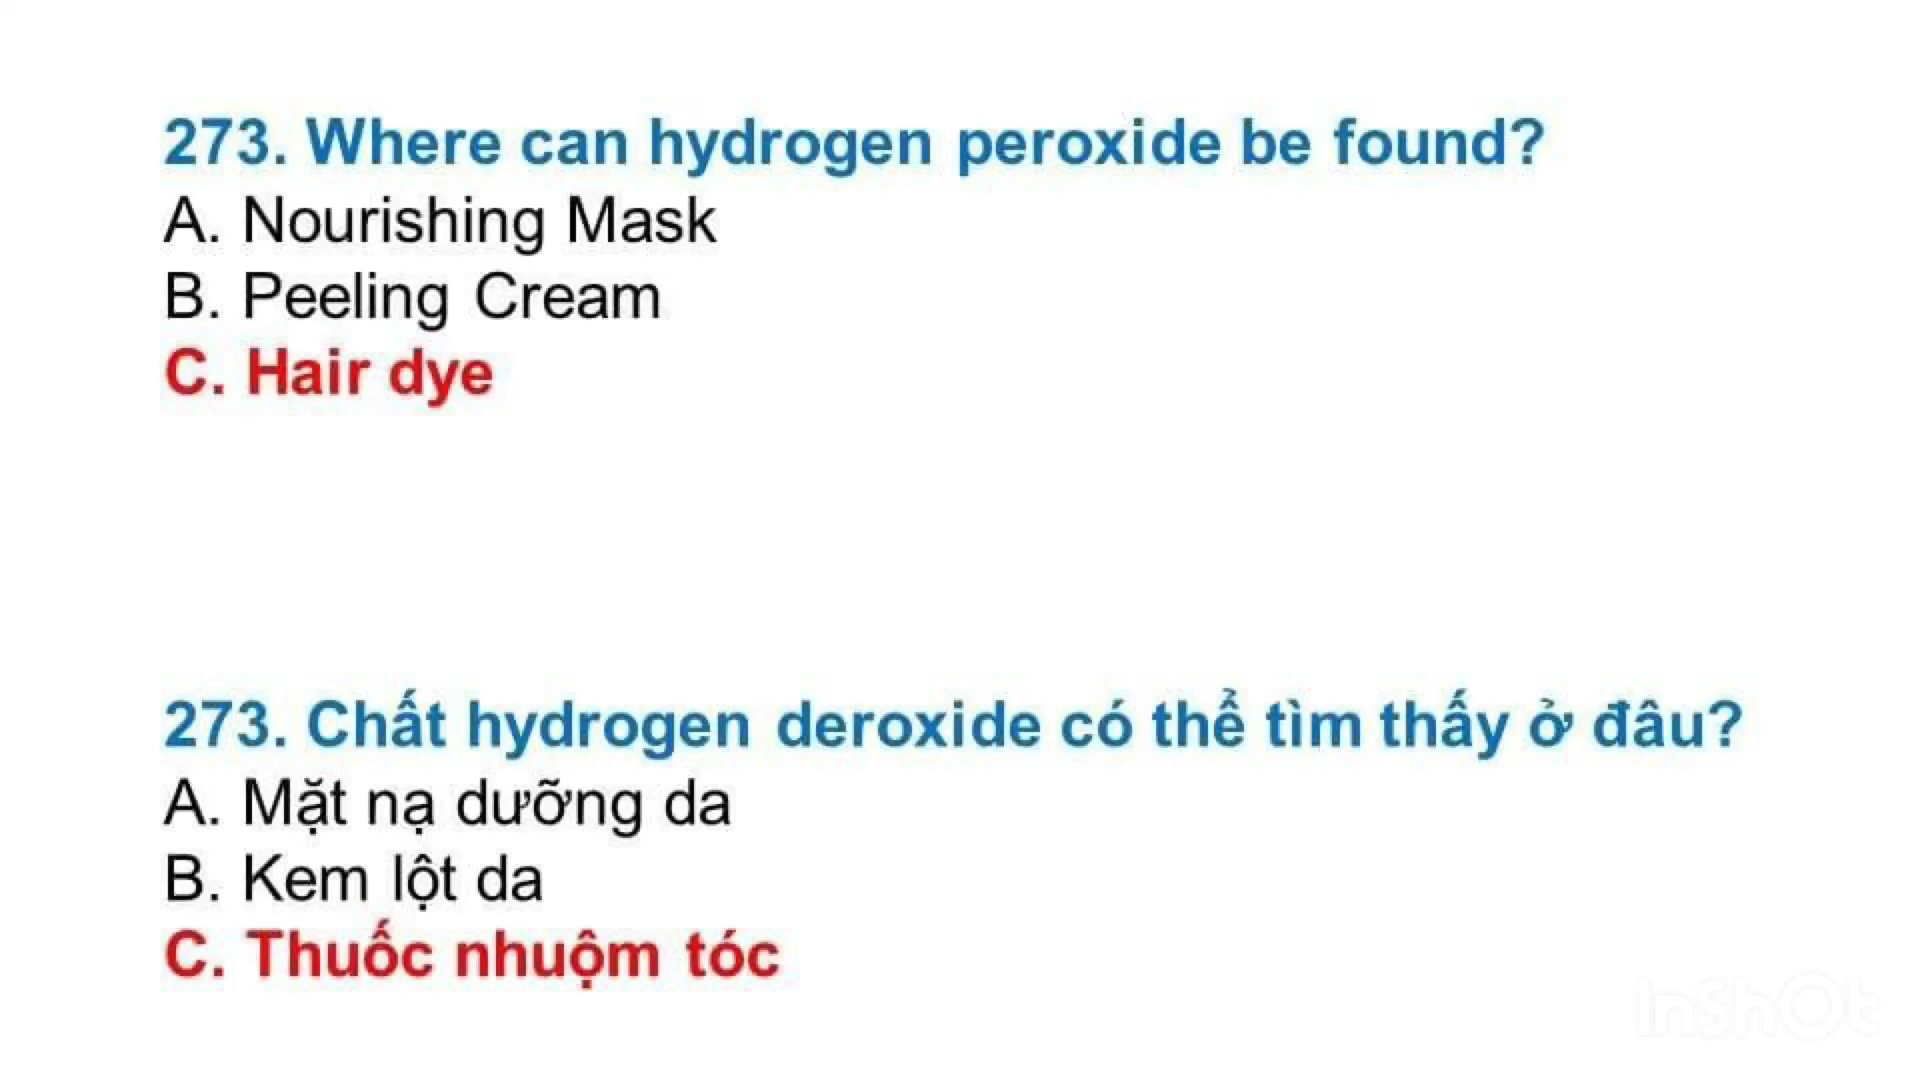 273. Where can hydrogen peroxide be found?
A. Nourishing Mask
B. Peeling Cream
C. Hair dye
273. Chất hydrogen deroxide có thể tìm thấy ở đâu?
A. Mặt nạ dưỡng da
B. Kem lột da
C. Thuốc nhuộm tóc
InShOt